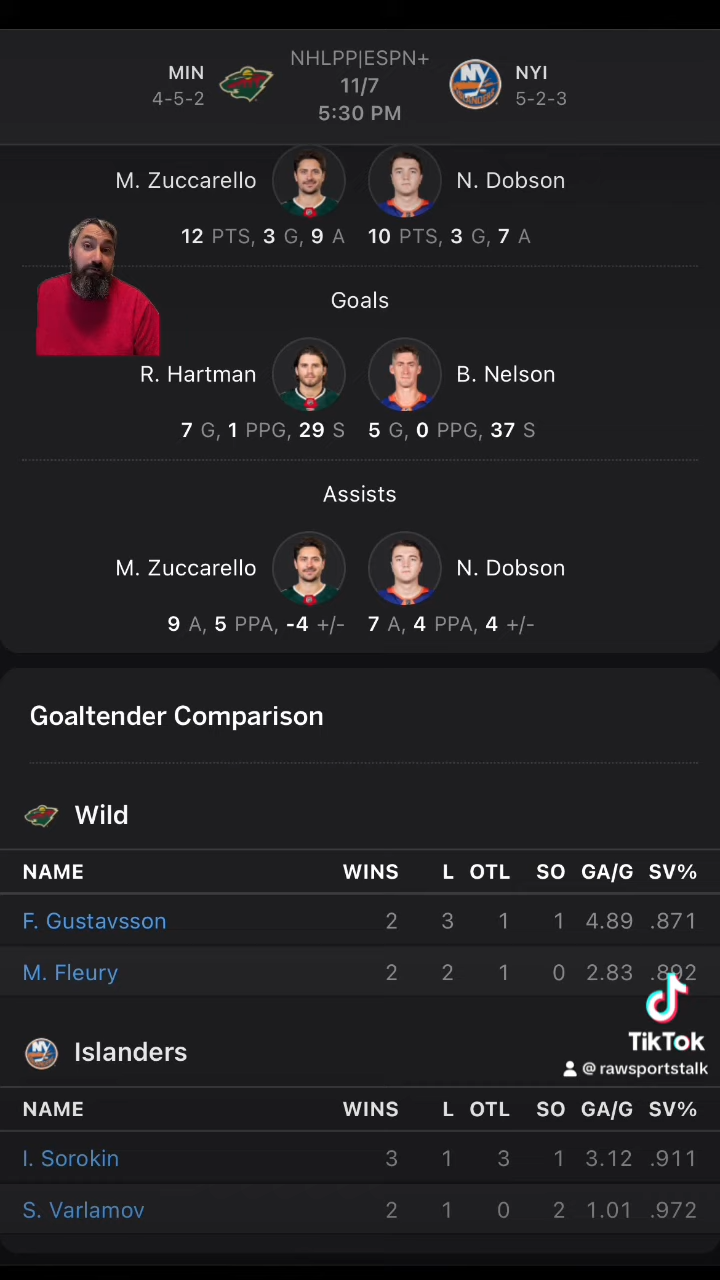 NHLPP|ESPN+
MIN NYI
4-5-2 11/7 5-2-3
5:30 PM
M. Zuccarello N. Dobson
12 PTS, 3 G, 9 A 10 PTS, 3 G, 7 A
Goals
R. Hartman B. Nelson
7 G, 1 PPG, 29 S 5 G, 0 PPG, 37 S
Assists
M. Zuccarello N. Dobson
9 A, 5 PPA, -4 +/- 7 A, 4 PPA, 4 +/-
Goaltender Comparison
Wild
NAME WINS L OTL SO GA/G SV%
F. Gustavsson 2 3 1 1 4.89 .871
M. Fleury 2 2 1 0 2.83 .892
TikTok
@rawsportstalk
NY Islanders
NAME WINS L OTL SO GA/G SV%
I. Sorokin 3 1 3 1 3.12 .911
S. Varlamov 2 1 0 2 1.01 .972